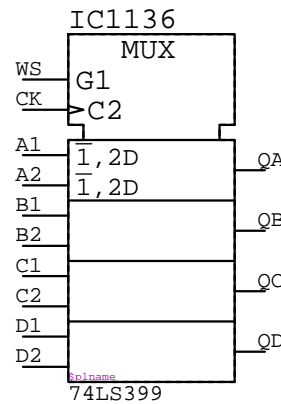 IC1136
MUX
WS
G1
CK
C2
A1
1̅,2D
QA
A2
1̅,2D
B1
QB
B2
C1
QC
C2
D1
QD
D2
$plname
74LS399